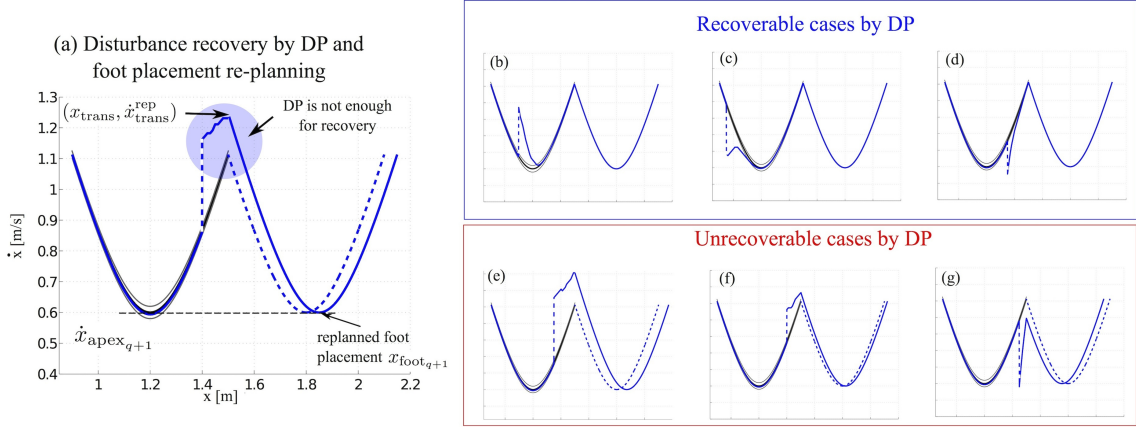 (a) Disturbance recovery by DP and
foot placement re-planning
1.3
1.2
1.1
1
0.9
0.8
0.7
0.6
0.5
0.4
ẋ [m/s]
(x_trans, ẋ^rep_trans)
DP is not enough
for recovery
ẋ_apex_q+1
replanned foot
placement x_foot_q+1
1
1.2
1.4
1.6
1.8
2
2.2
x [m]
Recoverable cases by DP
(b)
(c)
(d)
Unrecoverable cases by DP
(e)
(f)
(g)